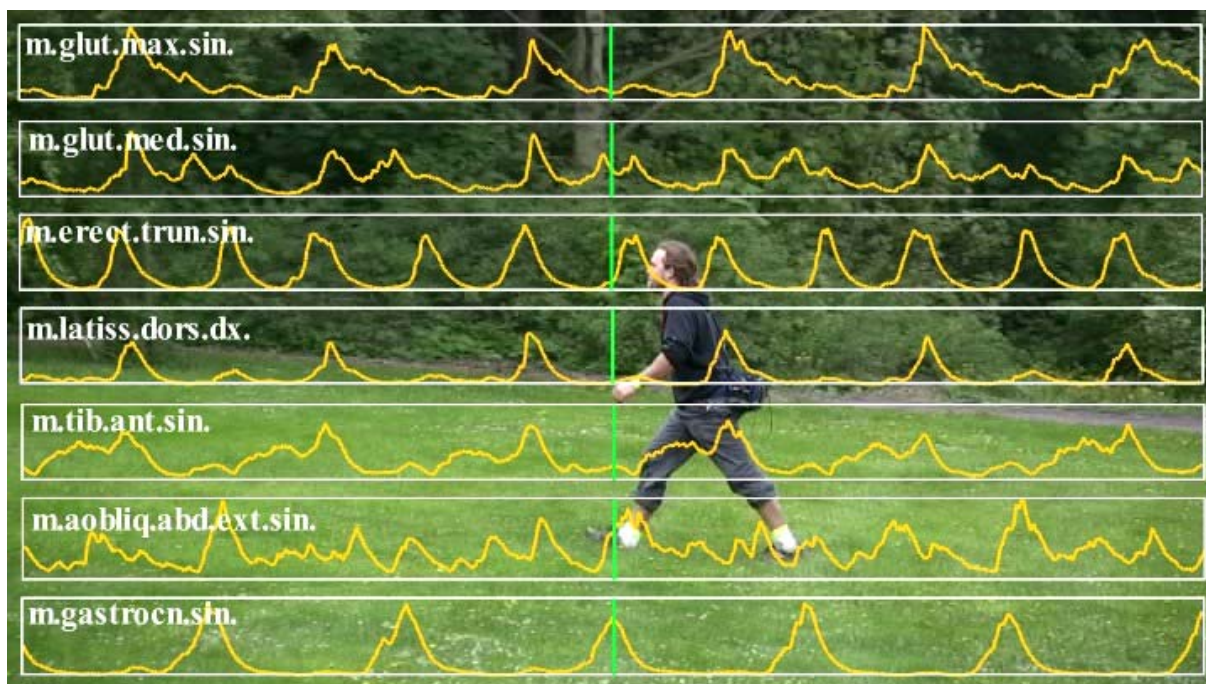 m.glut.max.sin.
m.glut.med.sin.
m.erect.trun.sin.
m.latiss.dors.dx.
m.tib.ant.sin.
m.aobliq.abd.ext.sin.
m.gastrocn.sin.